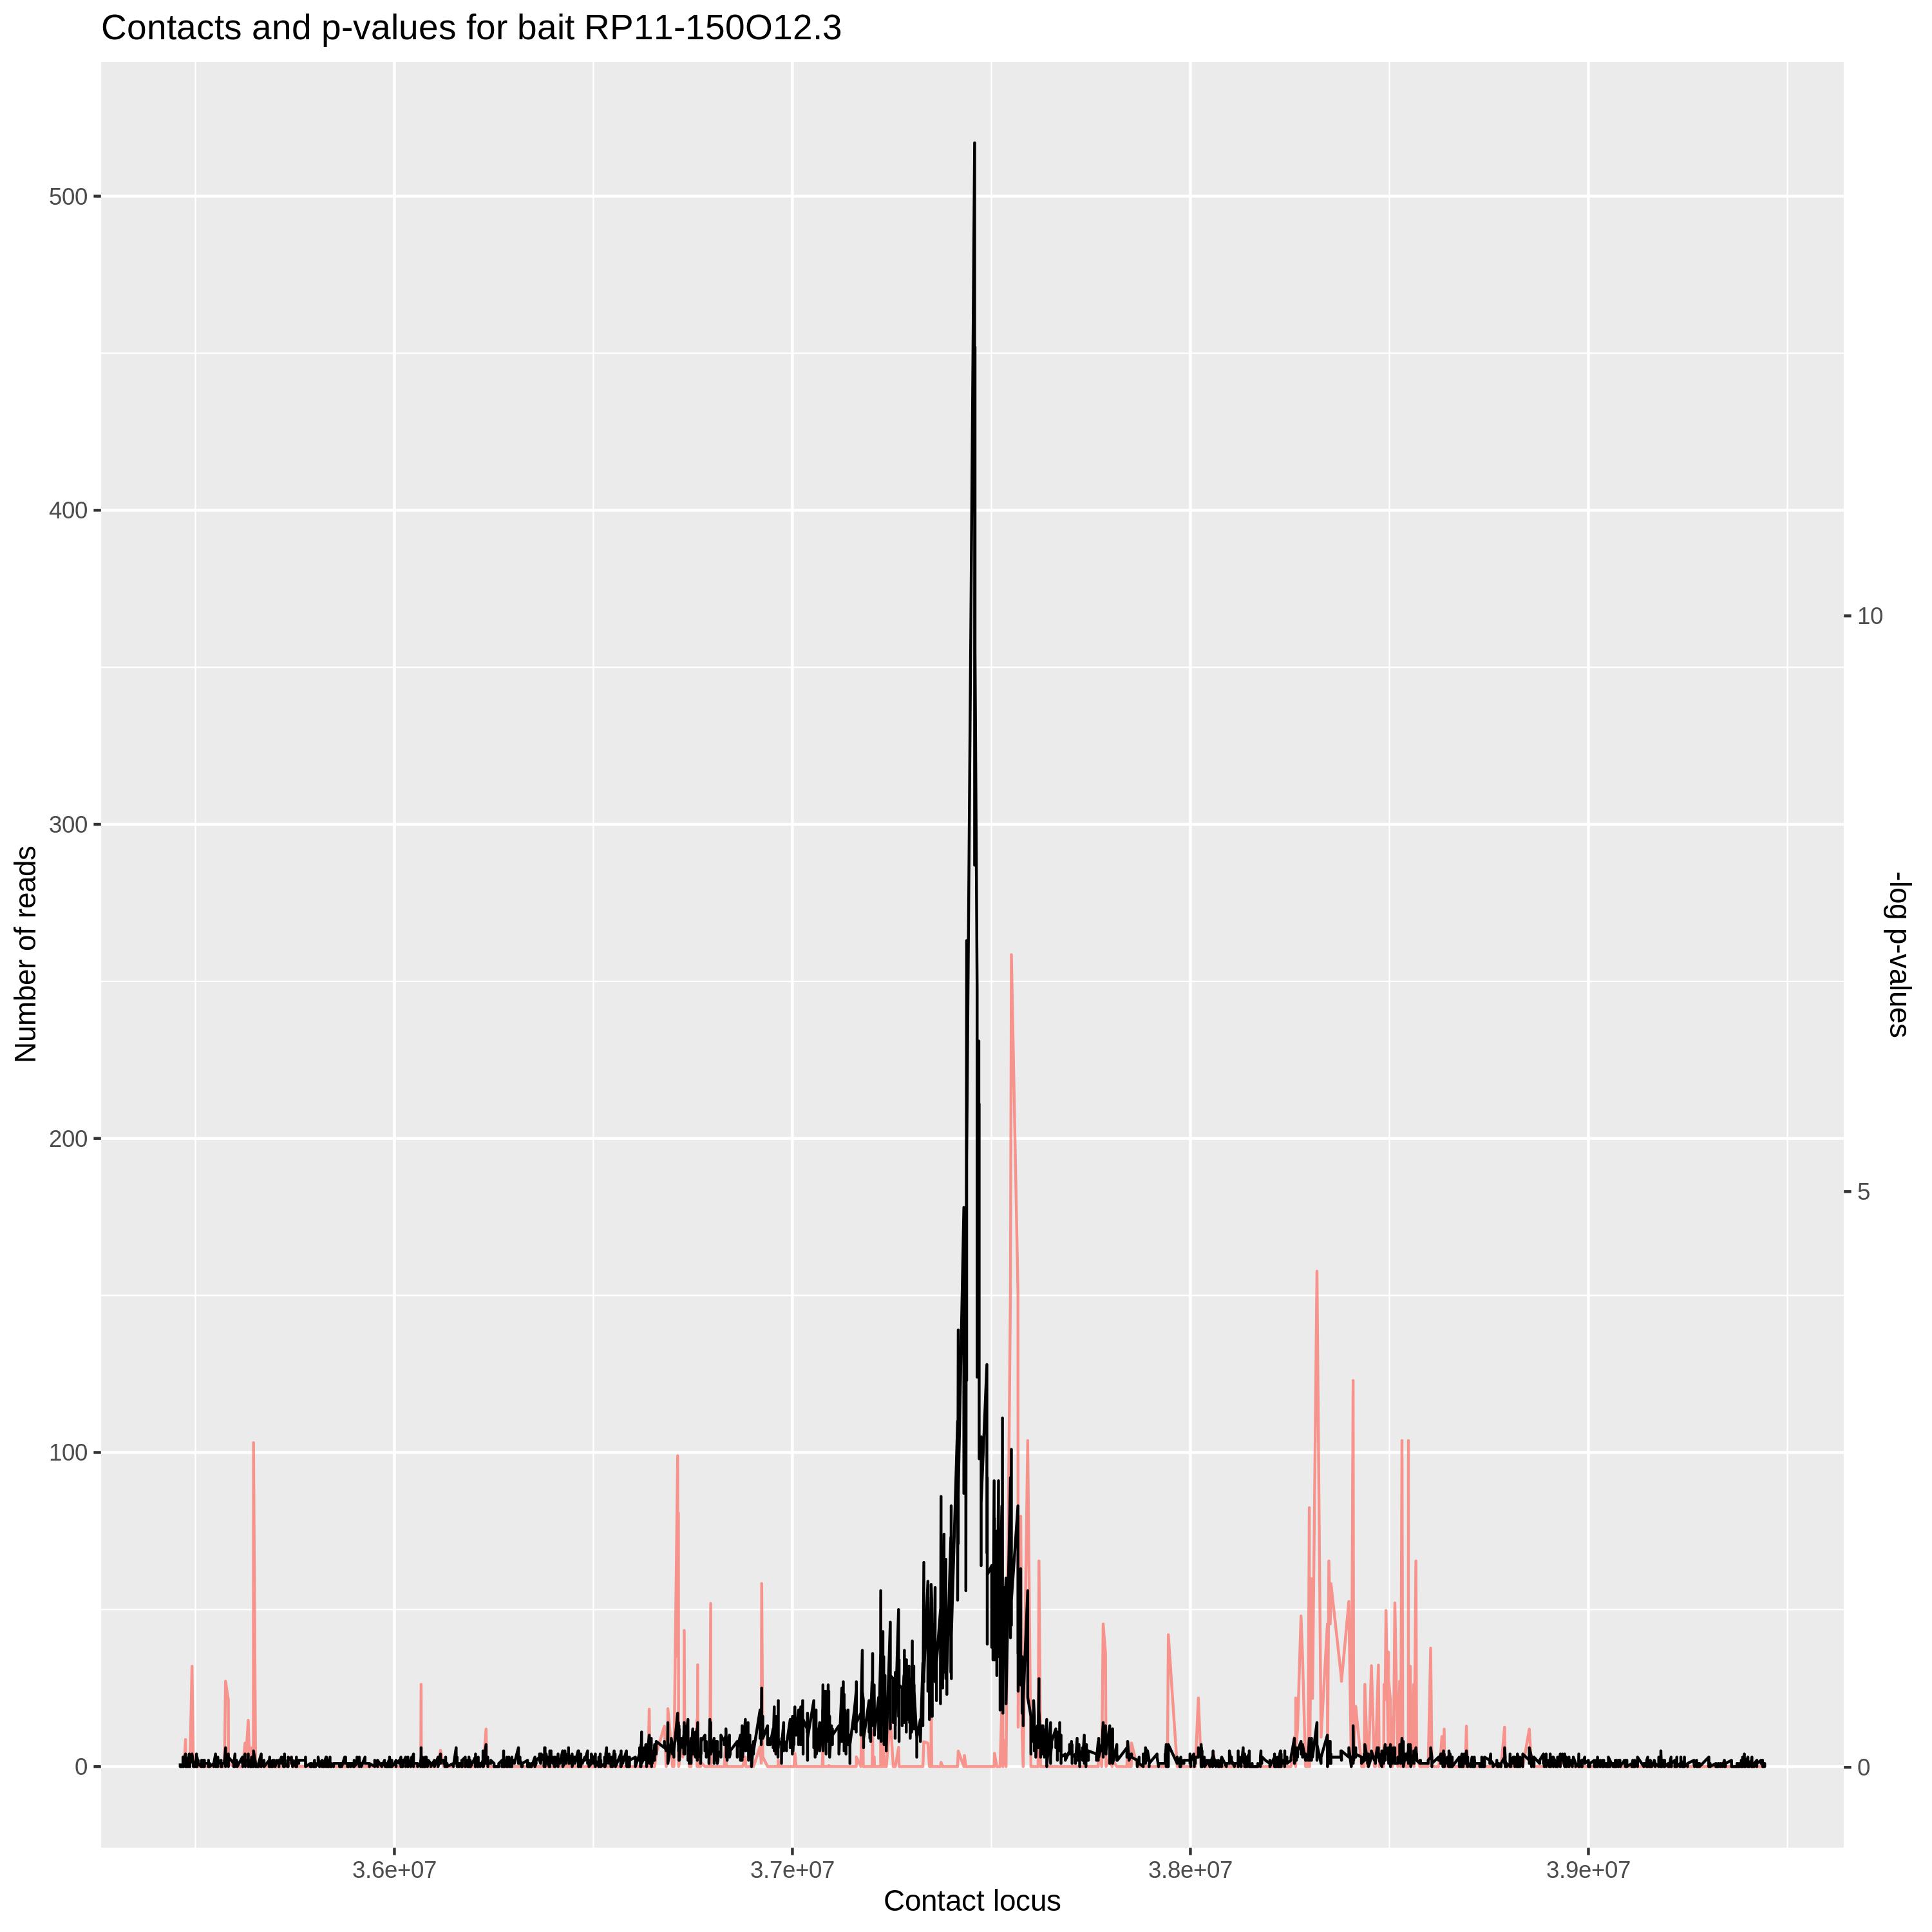 Contacts and p-values for bait RP11-150O12.3
500
400
300
200
100
0
Number of reads
10
5
0
-log p-values
3.6e+07
3.7e+07
3.8e+07
3.9e+07
Contact locus